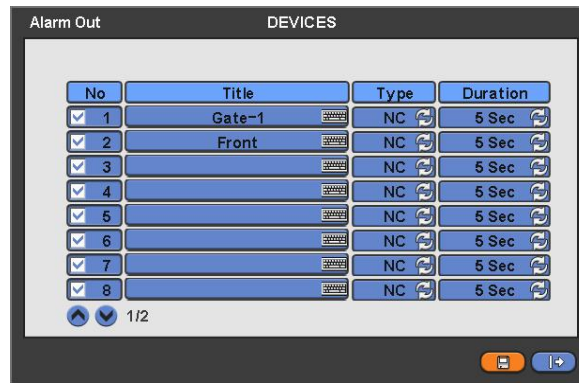 Alarm Out DEVICES
No Title Type Duration
1 Gate-1 NC 5 Sec
2 Front NC 5 Sec
3 NC 5 Sec
4 NC 5 Sec
5 NC 5 Sec
6 NC 5 Sec
7 NC 5 Sec
8 NC 5 Sec
1/2